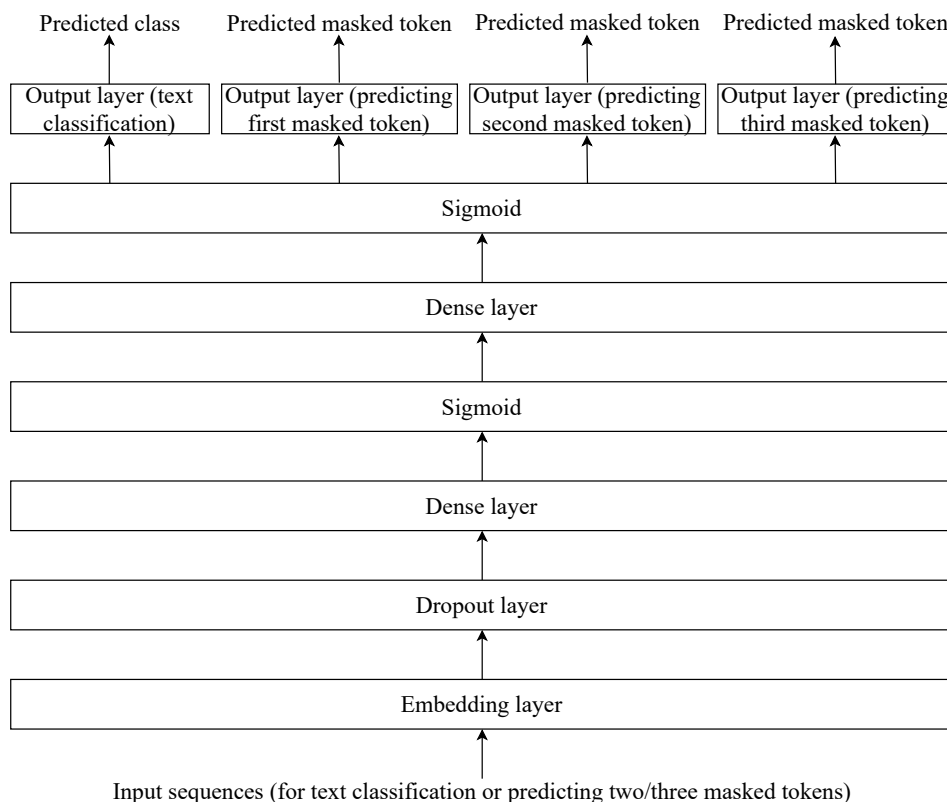 Predicted class
Predicted masked token
Predicted masked token
Predicted masked token
Output layer (text
classification)
Output layer (predicting
first masked token)
Output layer (predicting
second masked token)
Output layer (predicting
third masked token)
Sigmoid
Dense layer
Sigmoid
Dense layer
Dropout layer
Embedding layer
Input sequences (for text classification or predicting two/three masked tokens)